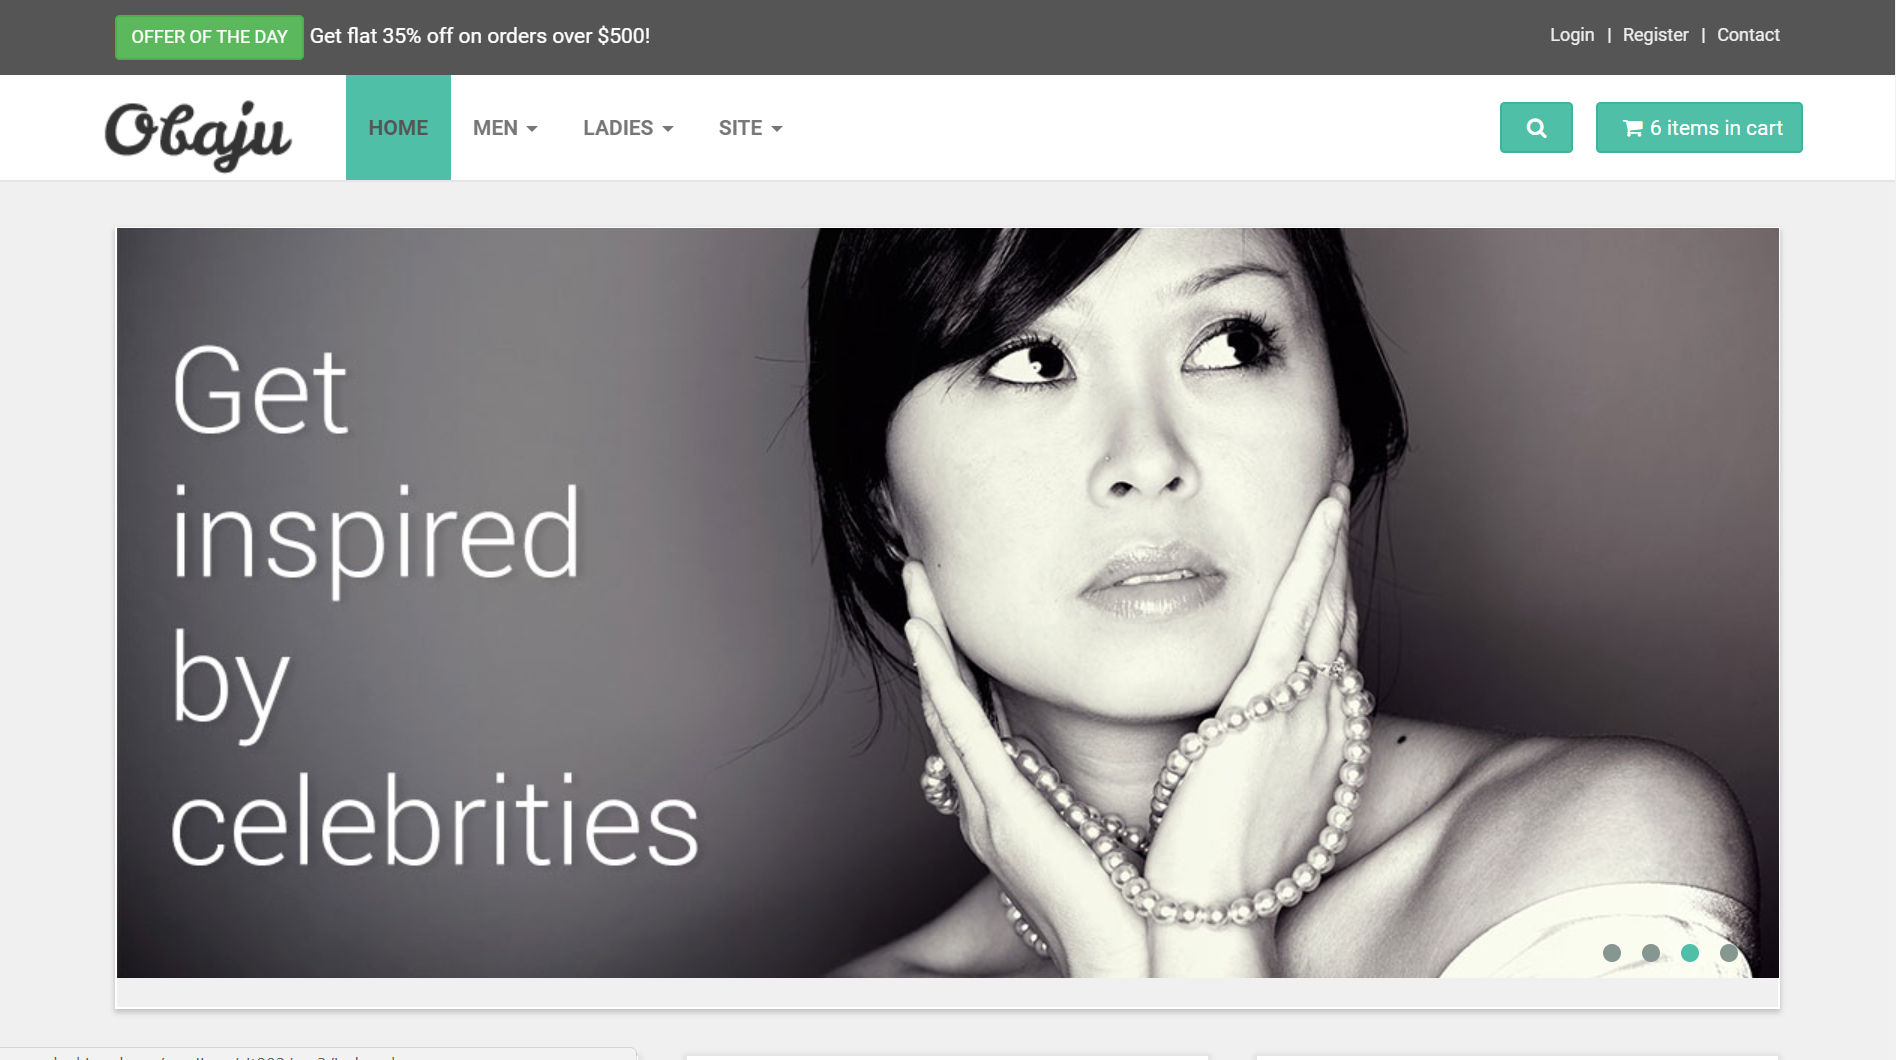 OFFER OF THE DAY Get flat 35% off on orders over $500!
Login | Register | Contact
Obaju
HOME MEN LADIES SITE
6 items in cart
Get
inspired
by
celebrities